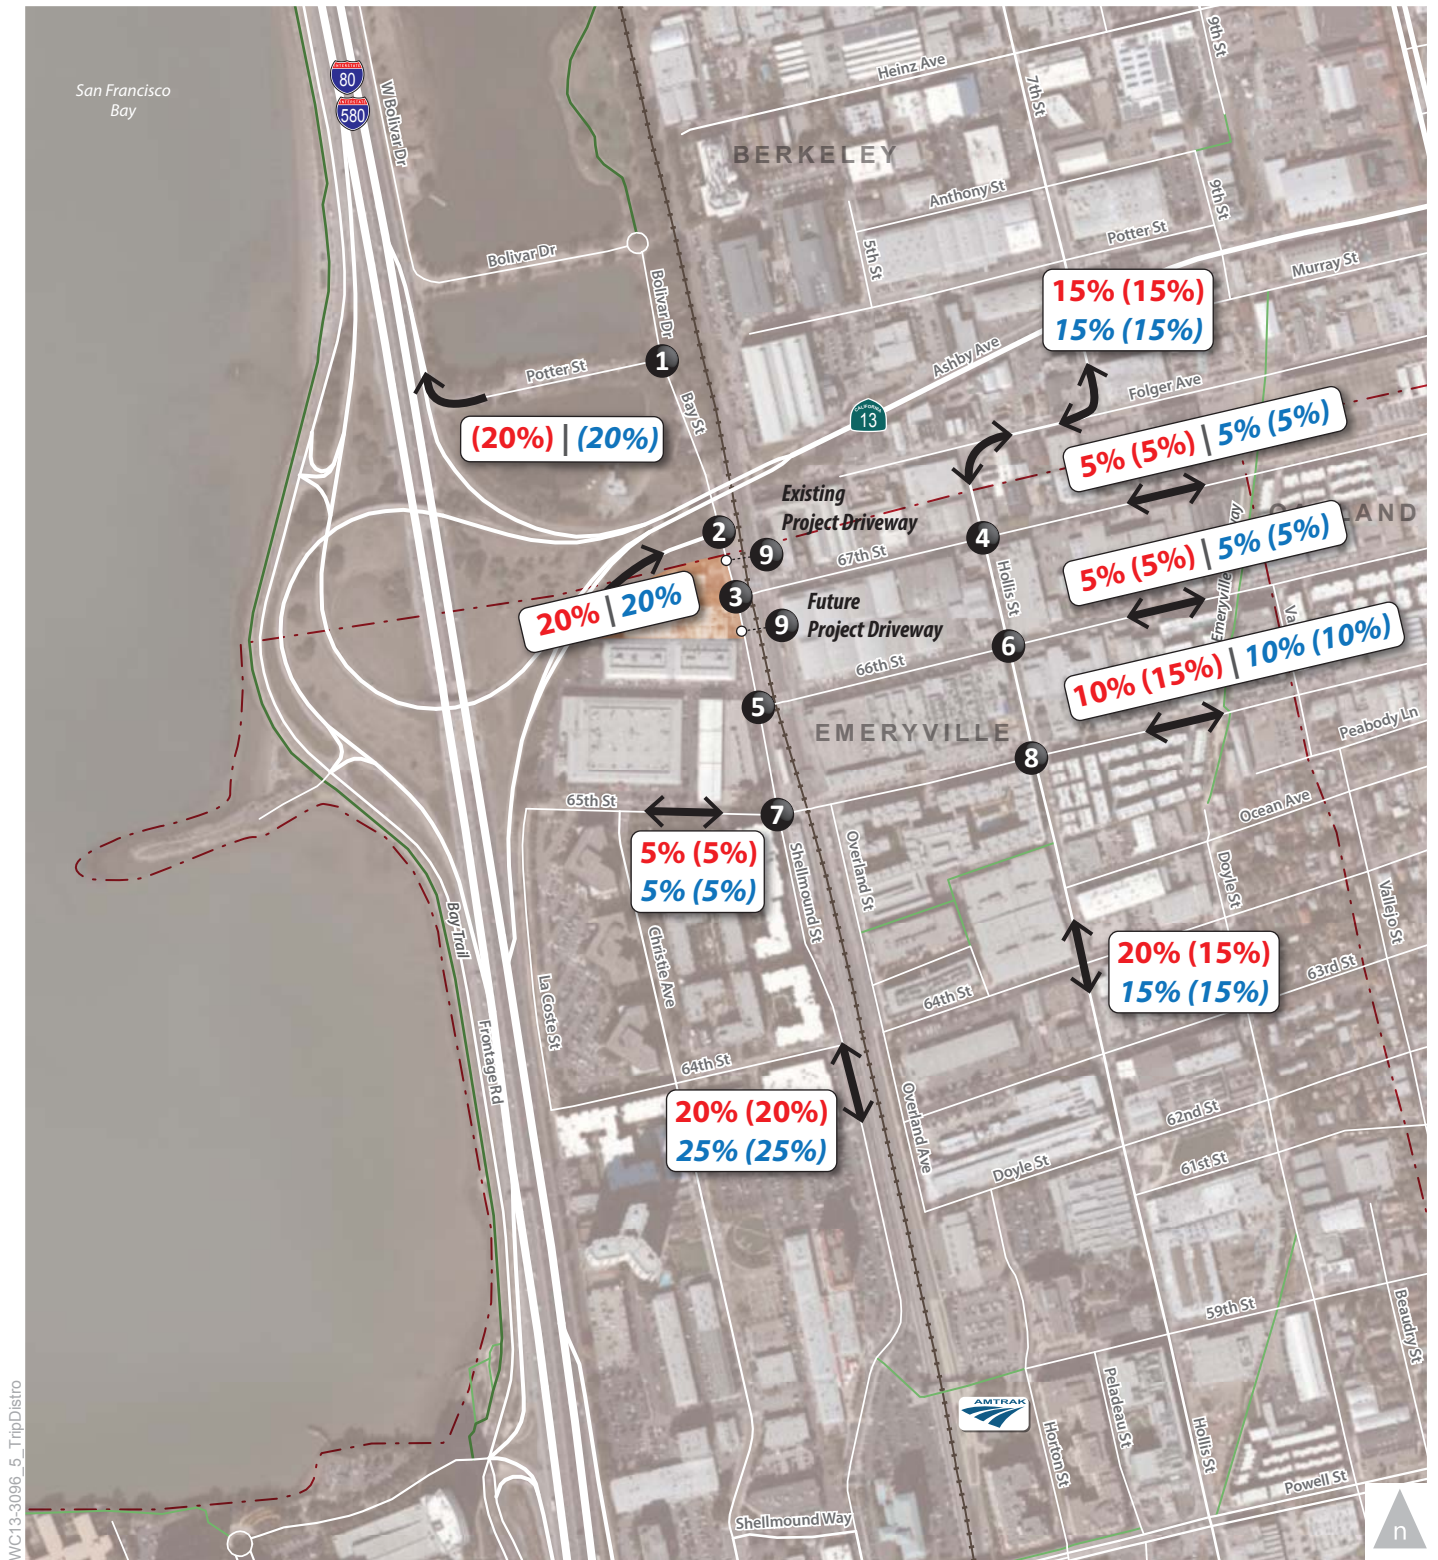 San Francisco
Bay
INTERSTATE
80
INTERSTATE
580
W Bolivar Dr
Heinz Ave
7th St
9th St
BERKELEY
Anthony St
9th St
5th St
Potter St
Murray St
Bolivar Dr
Bolivar Dr
15% (15%)
15% (15%)
1
Potter St
Bay St
Ashby Ave
Folger Ave
CALIFORNIA
13
(20%) | (20%)
5% (5%) | 5% (5%)
Existing
Project Driveway
2
9
4
67th St
5% (5%) | 5% (5%)
20% | 20%
3
Future
Project Driveway
9
Hollis St
Emeryville
way
LAND
6
66th St
10% (15%) | 10% (10%)
5
EMERYVILLE
8
Peabody Ln
65th St
7
Ocean Ave
5% (5%)
5% (5%)
Shellmound St
Overland St
Doyle St
Vallejo St
Bay Trail
Christie Ave
20% (15%)
15% (15%)
63rd St
La Coste St
64th St
Frontage Rd
64th St
20% (20%)
25% (25%)
Overland Ave
62nd St
Doyle St
61st St
59th St
Beaudry St
AMTRAK
Peladeau St
Horton St
Hollis St
Powell St
Shellmound Way
n
WC13-3096_5_TripDistro